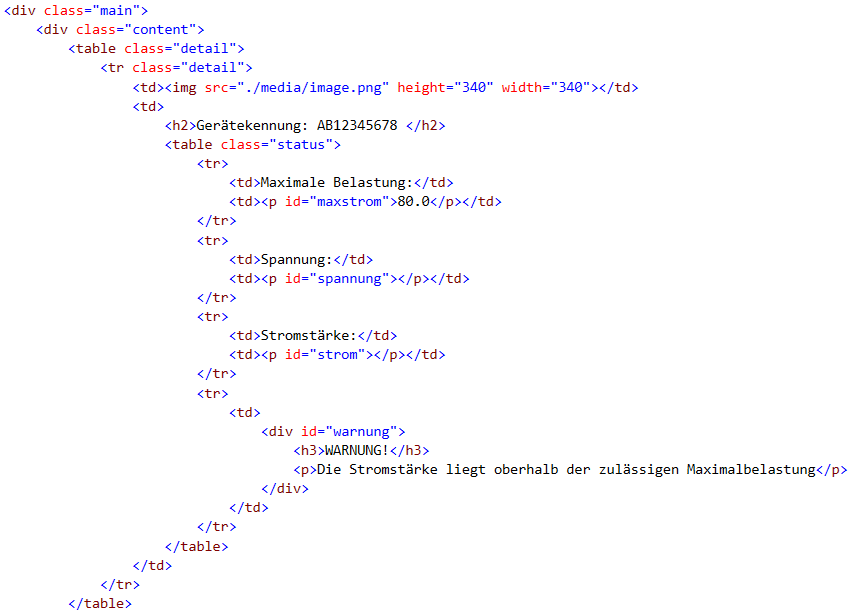 <div class="main">
<div class="content">
<table class="detail">
<tr class="detail">
<td><img src="./media/image.png" height="340" width="340"></td>
<td>
<h2>Gerätekennung: AB12345678 </h2>
<table class="status">
<tr>
<td>Maximale Belastung:</td>
<td><p id="maxstrom">80.0</p></td>
</tr>
<tr>
<td>Spannung:</td>
<td><p id="spannung"></p></td>
</tr>
<tr>
<td>Stromstärke:</td>
<td><p id="strom"></p></td>
</tr>
<tr>
<td>
<div id="warnung">
<h3>WARNUNG!</h3>
<p>Die Stromstärke liegt oberhalb der zulässigen Maximalbelastung</p>
</div>
</td>
</tr>
</table>
</td>
</tr>
</table>